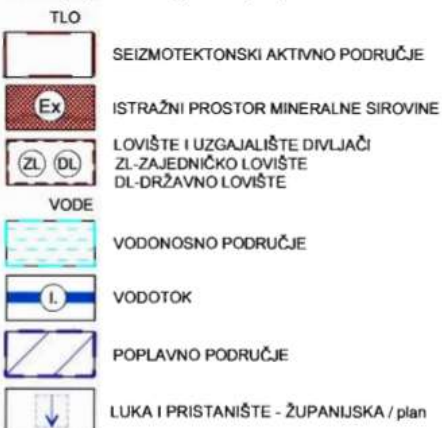 TLO
SEIZMOTEKTONSKI AKTIVNO PODRUČJE
Ex
ISTRAŽNI PROSTOR MINERALNE SIROVINE
ZL DL
LOVIŠTE I UZGAJALIŠTE DIVLJAČI
ZL-ZAJEDNIČKO LOVIŠTE
DL-DRŽAVNO LOVIŠTE
VODE
VODONOSNO PODRUČJE
I.
VODOTOK
POPLAVNO PODRUČJE
LUKA I PRISTANIŠTE - ŽUPANIJSKA / plan